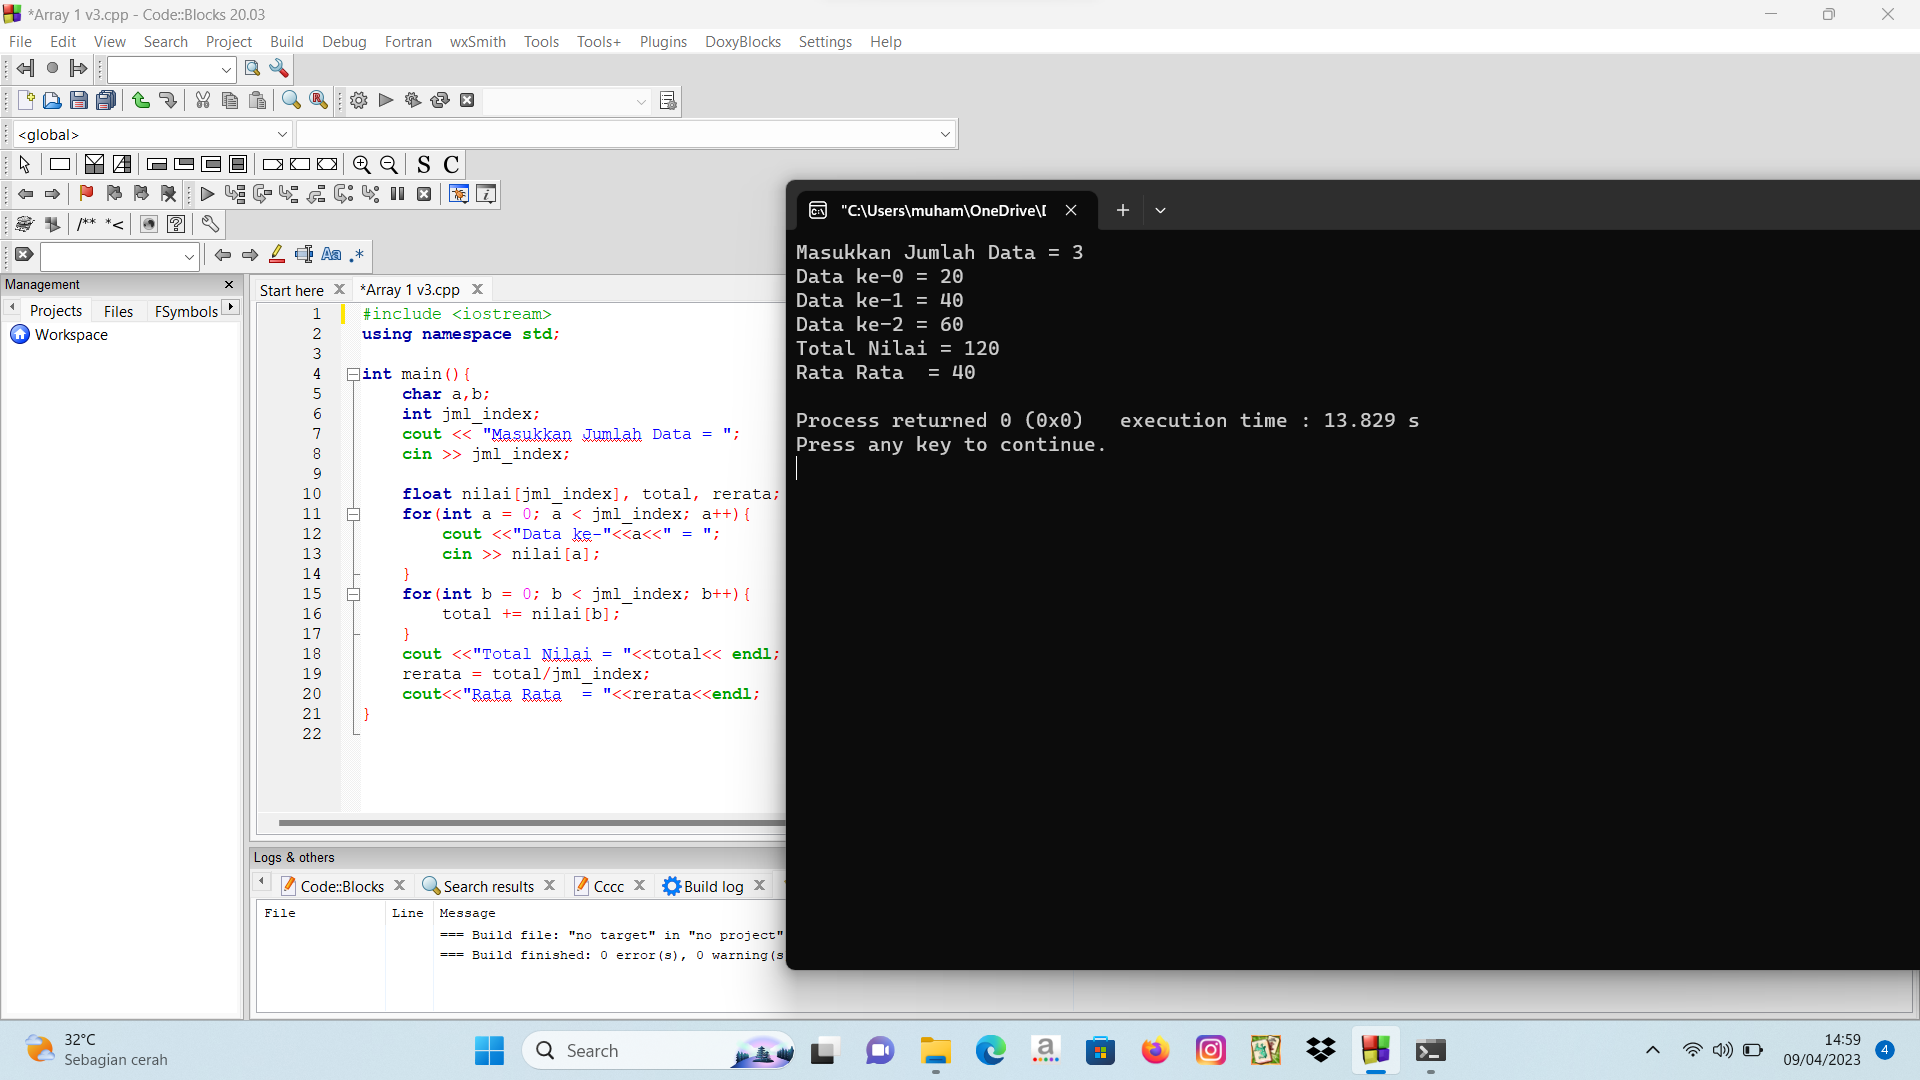 *Array 1 v3.cpp - Code::Blocks 20.03
File Edit View Search Project Build Debug Fortran wxSmith Tools Tools+ Plugins DoxyBlocks Settings Help
<global>
S C
/** *<
Aa .*
Management
Projects Files FSymbols
Workspace
Start here *Array 1 v3.cpp
1 #include <iostream>
2 using namespace std;
3
4 int main(){
5 char a,b;
6 int jml_index;
7 cout << "Masukkan Jumlah Data = ";
8 cin >> jml_index;
9
10 float nilai[jml_index], total, rerata;
11 for(int a = 0; a < jml_index; a++){
12 cout <<"Data ke-"<<a<<" = ";
13 cin >> nilai[a];
14 }
15 for(int b = 0; b < jml_index; b++){
16 total += nilai[b];
17 }
18 cout <<"Total Nilai = "<<total<< endl;
19 rerata = total/jml_index;
20 cout<<"Rata Rata  = "<<rerata<<endl;
21 }
22
"C:\Users\muham\OneDrive\
Masukkan Jumlah Data = 3
Data ke-0 = 20
Data ke-1 = 40
Data ke-2 = 60
Total Nilai = 120
Rata Rata  = 40
Process returned 0 (0x0)   execution time : 13.829 s
Press any key to continue.
Logs & others
Code::Blocks Search results Cccc Build log
File Line Message
=== Build file: "no target" in "no project"
=== Build finished: 0 error(s), 0 warning(s
32°C
Sebagian cerah
Search
a
14:59
09/04/2023
4